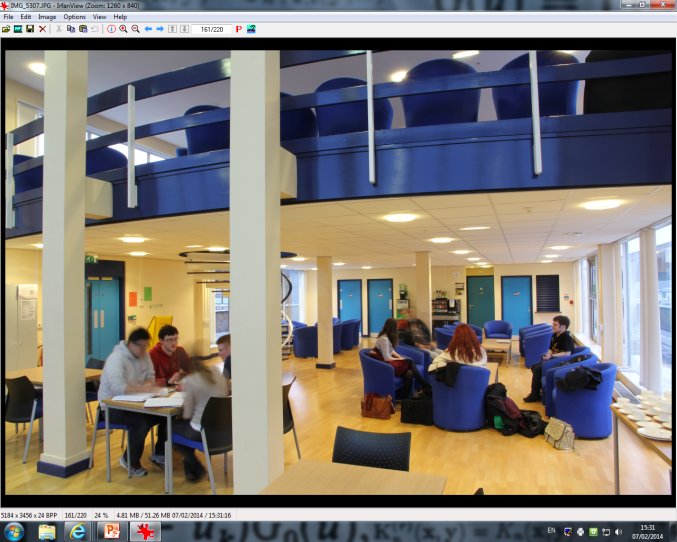 IMG_5307.JPG - IrfanView (Zoom: 1260 x 840)
File Edit Image Options View Help
161/220
5184 x 3456 x 24 BPP 161/220 24 % 4.81 MB / 51.26 MB 07/02/2014 / 15:31:16
EN 15:31
07/02/2014